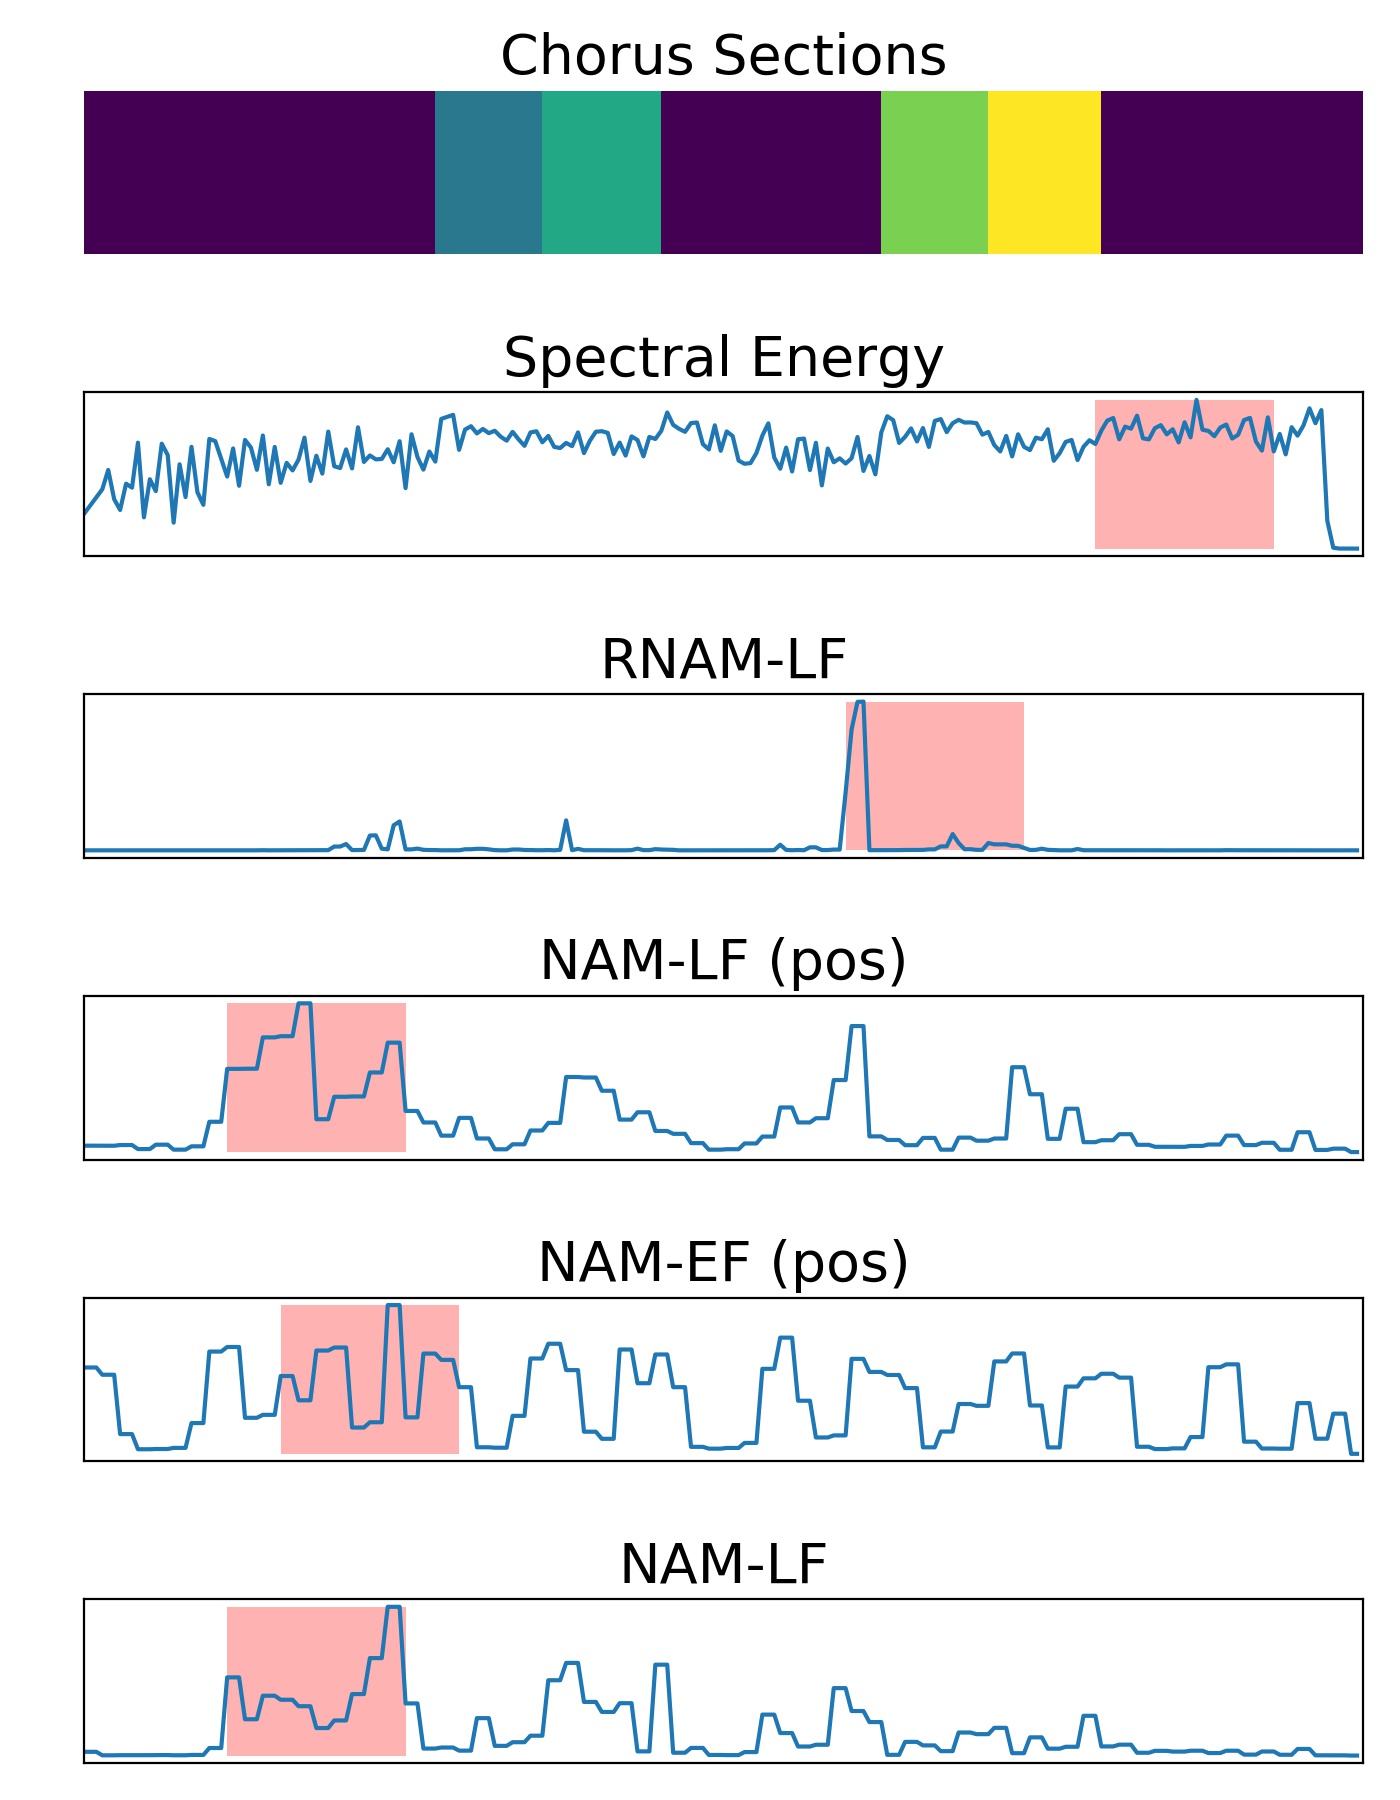 Chorus Sections
Spectral Energy
RNAM-LF
NAM-LF (pos)
NAM-EF (pos)
NAM-LF